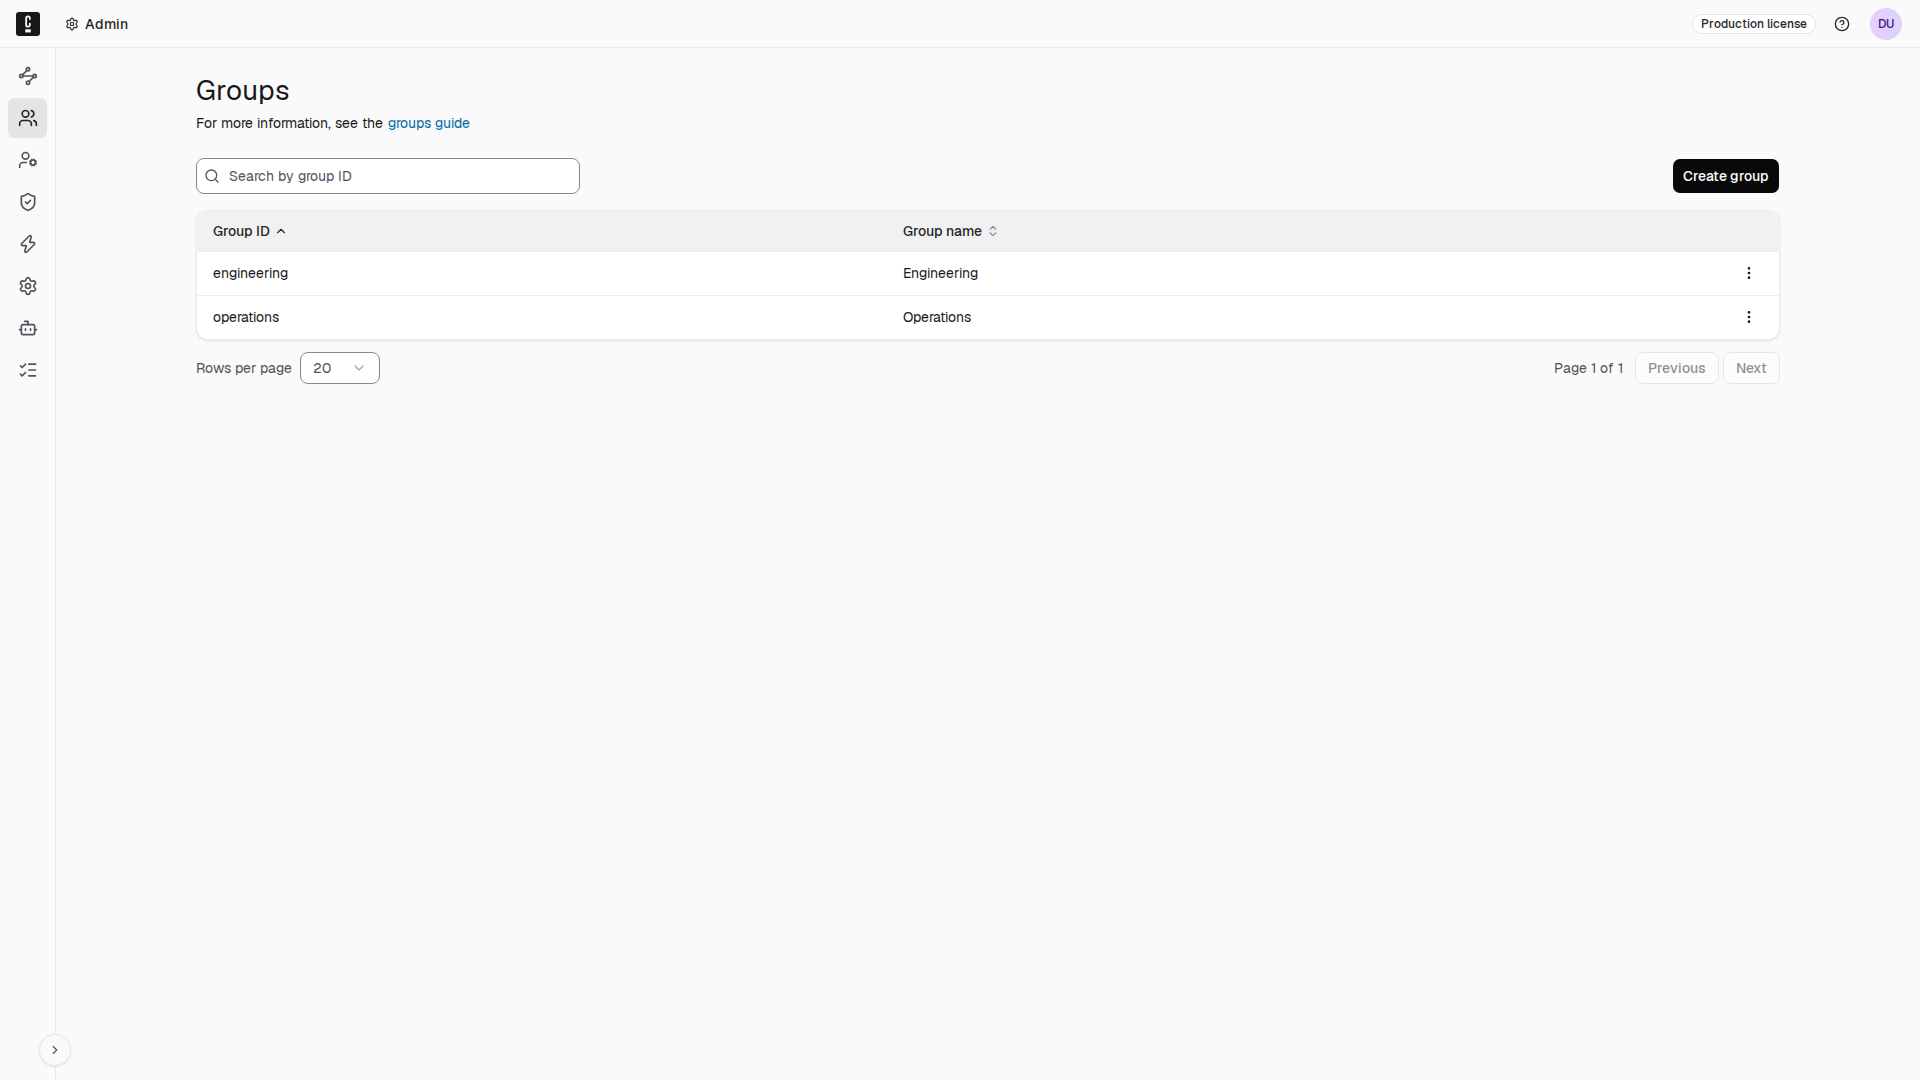 Admin
Production license
DU
Groups
For more information, see the groups guide
Search by group ID
Create group
Group ID
Group name
engineering
Engineering
operations
Operations
Rows per page
20
Page 1 of 1
Previous
Next